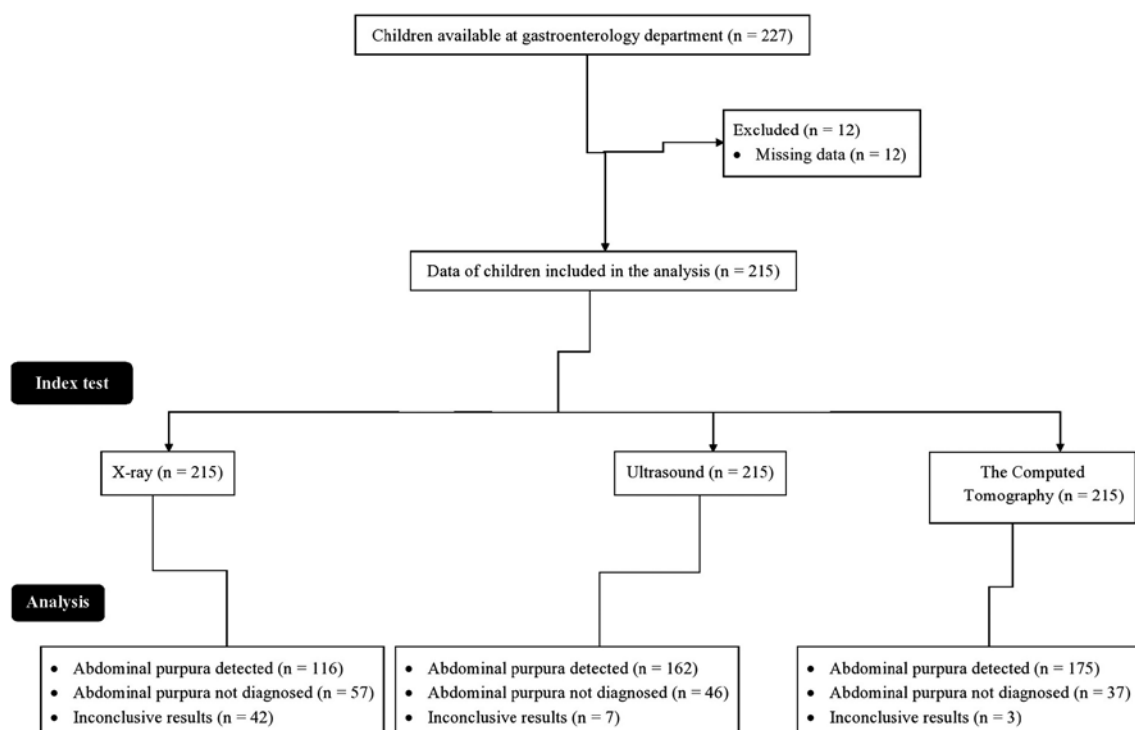 Children available at gastroenterology department (n = 227)
Excluded (n = 12)
• Missing data (n = 12)
Data of children included in the analysis (n = 215)
Index test
X-ray (n = 215)
Ultrasound (n = 215)
The Computed
Tomography (n = 215)
Analysis
• Abdominal purpura detected (n = 116)
• Abdominal purpura not diagnosed (n = 57)
• Inconclusive results (n = 42)
• Abdominal purpura detected (n = 162)
• Abdominal purpura not diagnosed (n = 46)
• Inconclusive results (n = 7)
• Abdominal purpura detected (n = 175)
• Abdominal purpura not diagnosed (n = 37)
• Inconclusive results (n = 3)